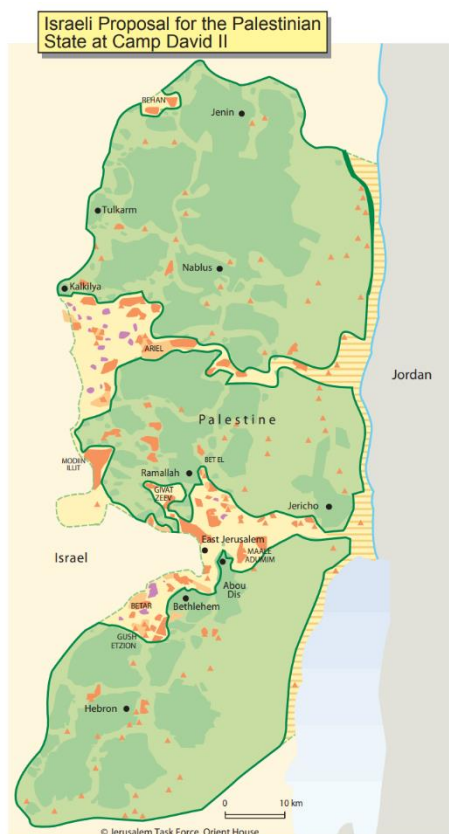 Israeli Proposal for the Palestinian
State at Camp David II
REHAN
Jenin
Tulkarm
Nablus
Kalkilya
ARIEL
Jordan
Palestine
MODIIN
ILLIT
BET EL
Ramallah
GIVAT
ZEEV
Jericho
East Jerusalem
Israel
MAALE
ADUMIM
Abou
Dis
BETAR
Bethlehem
GUSH
ETZION
Hebron
0 10 km
© Jerusalem Task Force, Orient House